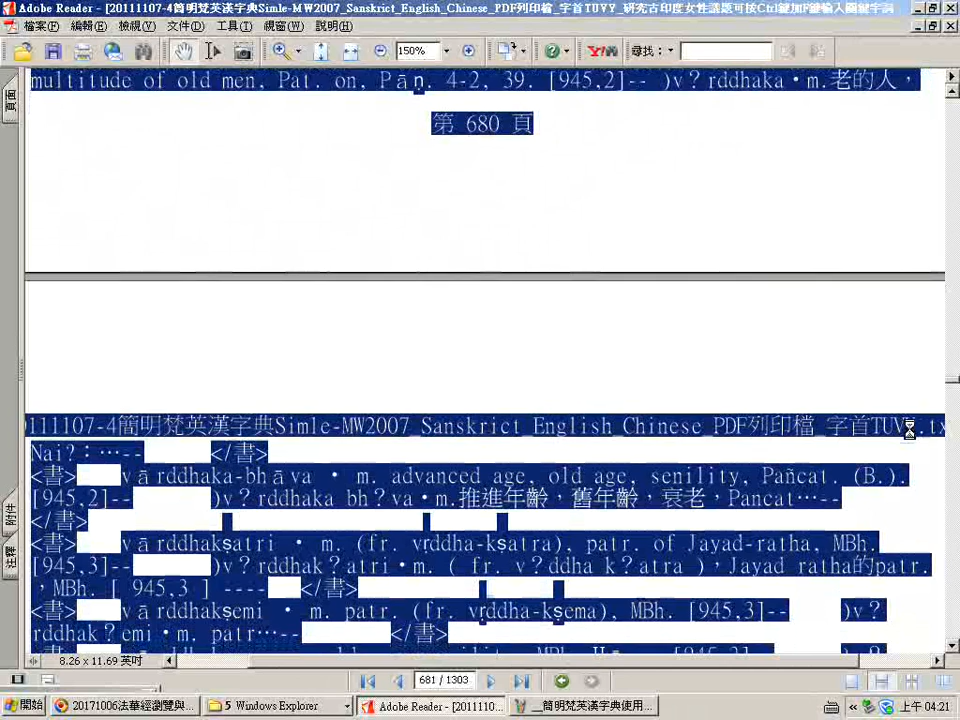 Adobe Reader - [20111107-4簡明梵英漢字典Simle-MW2007_Sanskrict_English_Chinese_PDF列印檔_字首TUVY_研究古印度女性議題可按Ctrl鍵加F鍵輸入關鍵字詞
檔案(F) 編輯(E) 檢視(V) 文件(D) 工具(T) 視窗(W) 說明(H)
150% Y! 尋找：
頁面
multitude of old men, Pat. on, Pāṇ. 4-2, 39. [945,2]-- )v？rddhaka‧m.老的人，
第 680 頁
111107-4簡明梵英漢字典Simle-MW2007_Sanskrict_English_Chinese_PDF列印檔_字首TUVY.tx
Nai?：…-- </書>
<書> vārddhaka-bhāva ‧ m. advanced age, old age, senility, Pañcat. (B.).
[945,2]-- )v？rddhaka bh？va‧m.推進年齡，舊年齡，衰老，Pancat…--
</書>
<書> vārddhakṣatri ‧ m. (fr. vṛddha-kṣatra), patr. of Jayad-ratha, MBh.
[945,3]-- )v？rddhak？atri‧m. ( fr. v？ddha k？atra )，Jayad ratha的patr.
，MBh. [ 945,3 ] ---- </書>
<書> vārddhakṣemi ‧ m. patr. (fr. vṛddha-kṣema), MBh. [945,3]-- )v？
rddhak？emi‧m. patr…-- </書>
附件
註釋
8.26 x 11.69 英吋
681 / 1303
開始 20171006法華經瀏覽與... 5 Windows Explorer Adobe Reader - [2011110... __簡明梵英漢字典使用... 上午 04:21